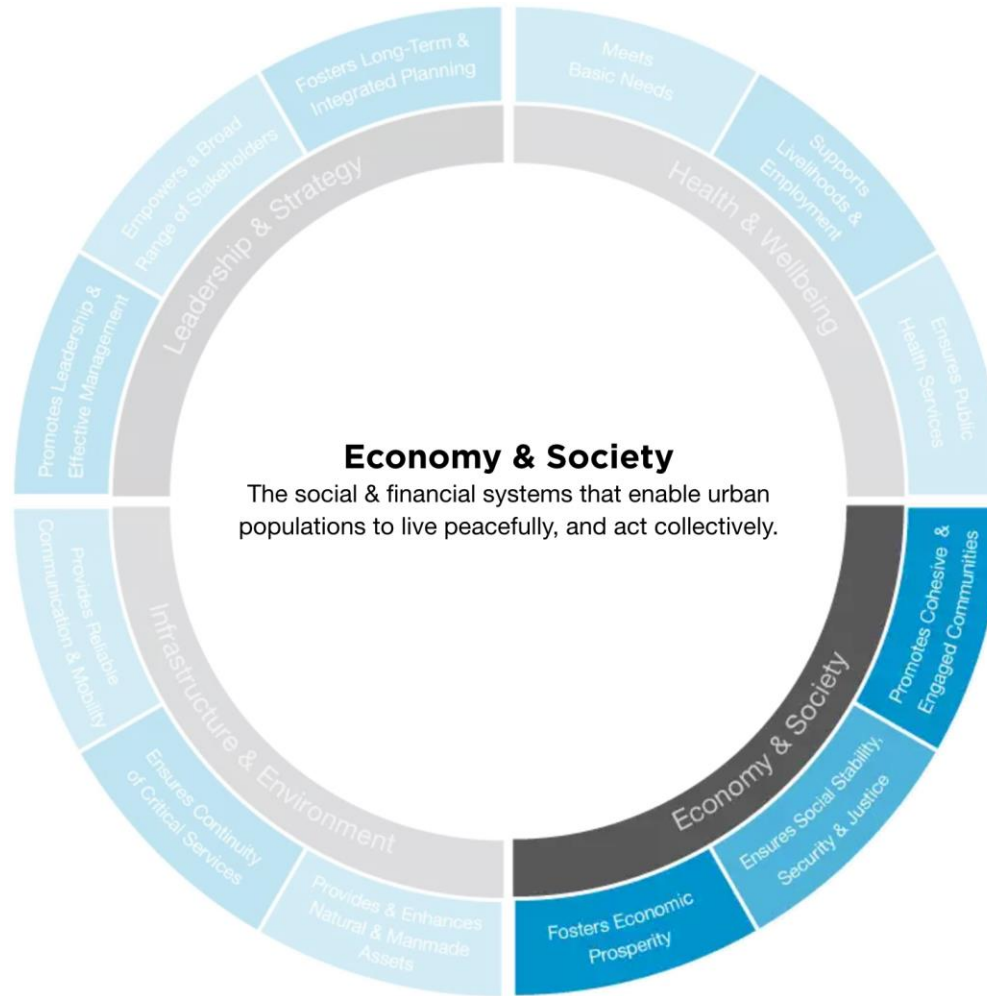 Fosters Long-Term &
Integrated Planning
Meets
Basic Needs
Empowers a Broad
Range of Stakeholders
Supports
Livelihoods &
Employment
Leadership & Strategy
Health & Wellbeing
Promotes Leadership &
Effective Management
Ensures Public
Health Services
Economy & Society
The social & financial systems that enable urban
populations to live peacefully, and act collectively.
Provides Reliable
Communication & Mobility
Promotes Cohesive &
Engaged Communities
Infrastructure & Environment
Economy & Society
Ensures Continuity
of Critical Services
Ensures Social Stability,
Security & Justice
Provides & Enhances
Natural & Manmade
Assets
Fosters Economic
Prosperity